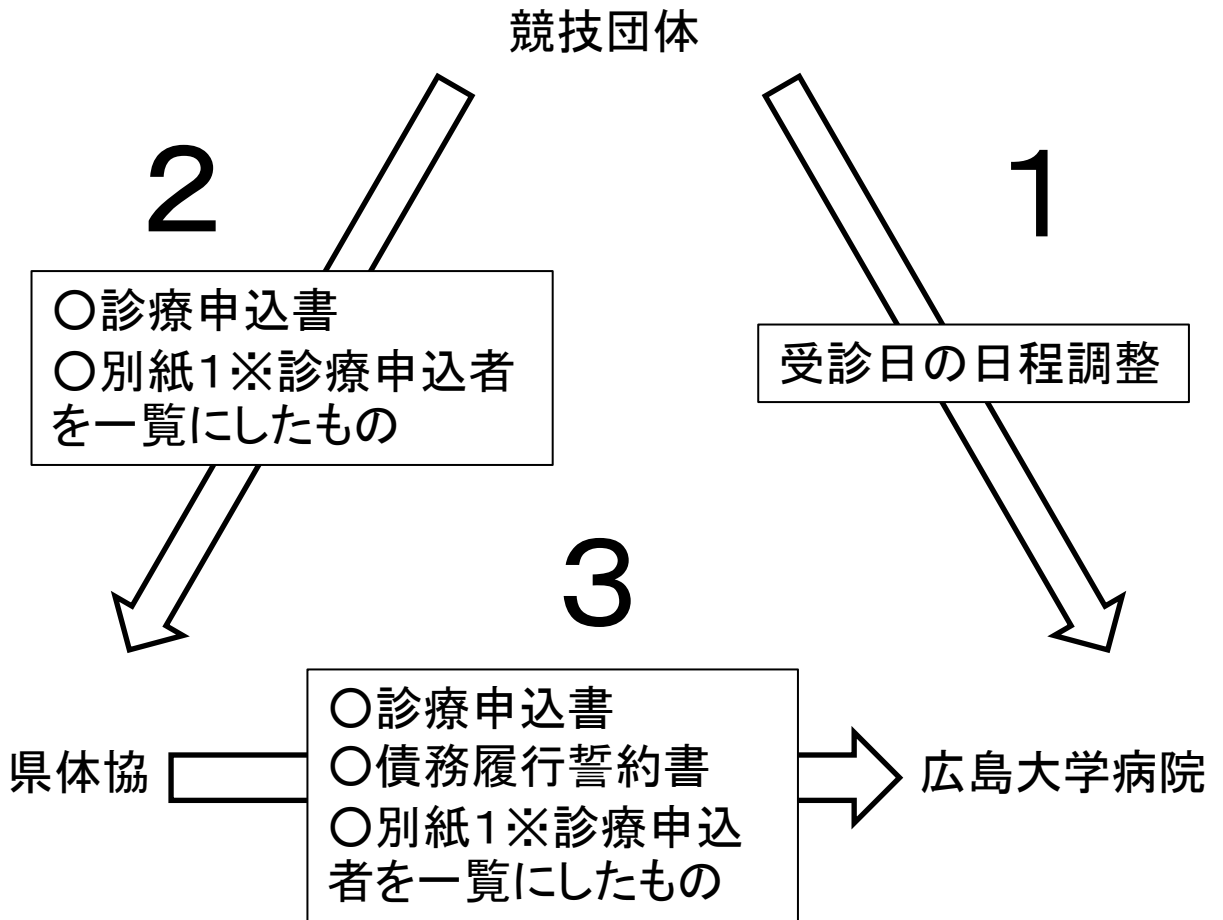 競技団体
2
1
○診療申込書
○別紙1※診療申込者
を一覧にしたもの
受診日の日程調整
3
県体協
○診療申込書
○債務履行誓約書
○別紙1※診療申込
者を一覧にしたもの
広島大学病院